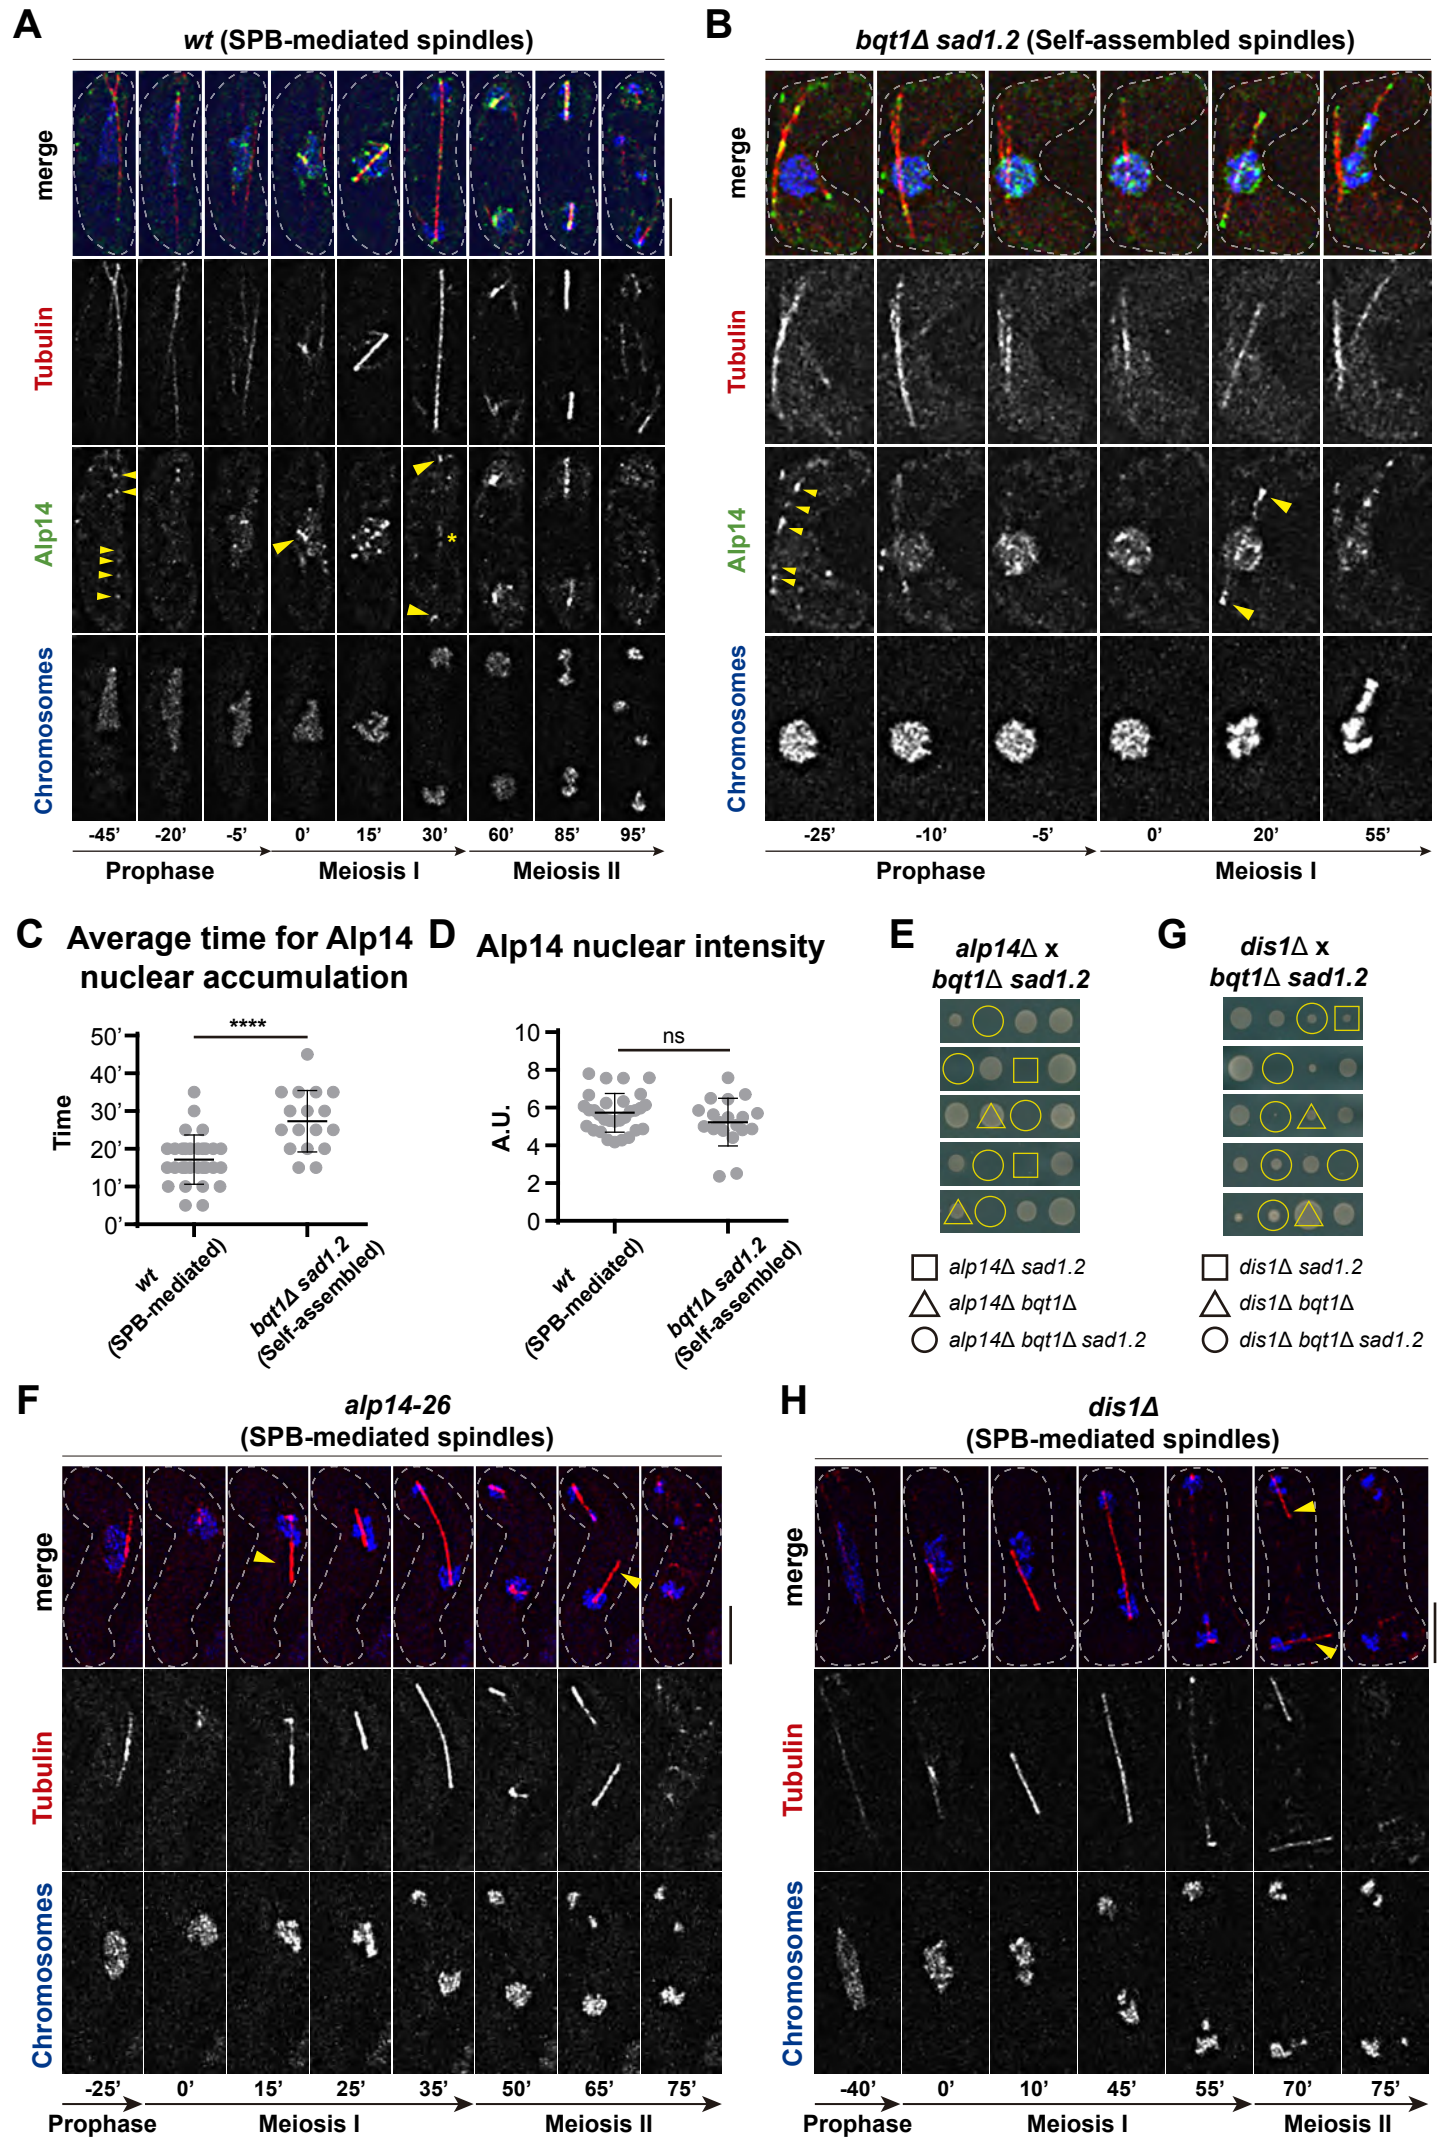 A
wt (SPB-mediated spindles)
merge
Tubulin
Alp14
*
Chromosomes
-45’ -20’ -5’ 0’ 15’ 30’ 60’ 85’ 95’
Prophase Meiosis I Meiosis II
B
bqt1Δ sad1.2 (Self-assembled spindles)
merge
Tubulin
Alp14
Chromosomes
-25’ -10’ -5’ 0’ 20’ 55’
Prophase Meiosis I
C
Average time for Alp14
nuclear accumulation
****
Time
50’
40’
30’
20’
10’
0’
wt
(SPB-mediated)
bqt1Δ sad1.2
(Self-assembled)
D
Alp14 nuclear intensity
ns
A.U.
10
8
6
4
2
0
wt
(SPB-mediated)
bqt1Δ sad1.2
(Self-assembled)
E
alp14Δ x
bqt1Δ sad1.2
alp14Δ sad1.2
alp14Δ bqt1Δ
alp14Δ bqt1Δ sad1.2
G
dis1Δ x
bqt1Δ sad1.2
dis1Δ sad1.2
dis1Δ bqt1Δ
dis1Δ bqt1Δ sad1.2
F
alp14-26
(SPB-mediated spindles)
merge
Tubulin
Chromosomes
-25’ 0’ 15’ 25’ 35’ 50’ 65’ 75’
Prophase Meiosis I Meiosis II
H
dis1Δ
(SPB-mediated spindles)
merge
Tubulin
Chromosomes
-40’ 0’ 10’ 45’ 55’ 70’ 75’
Prophase Meiosis I Meiosis II